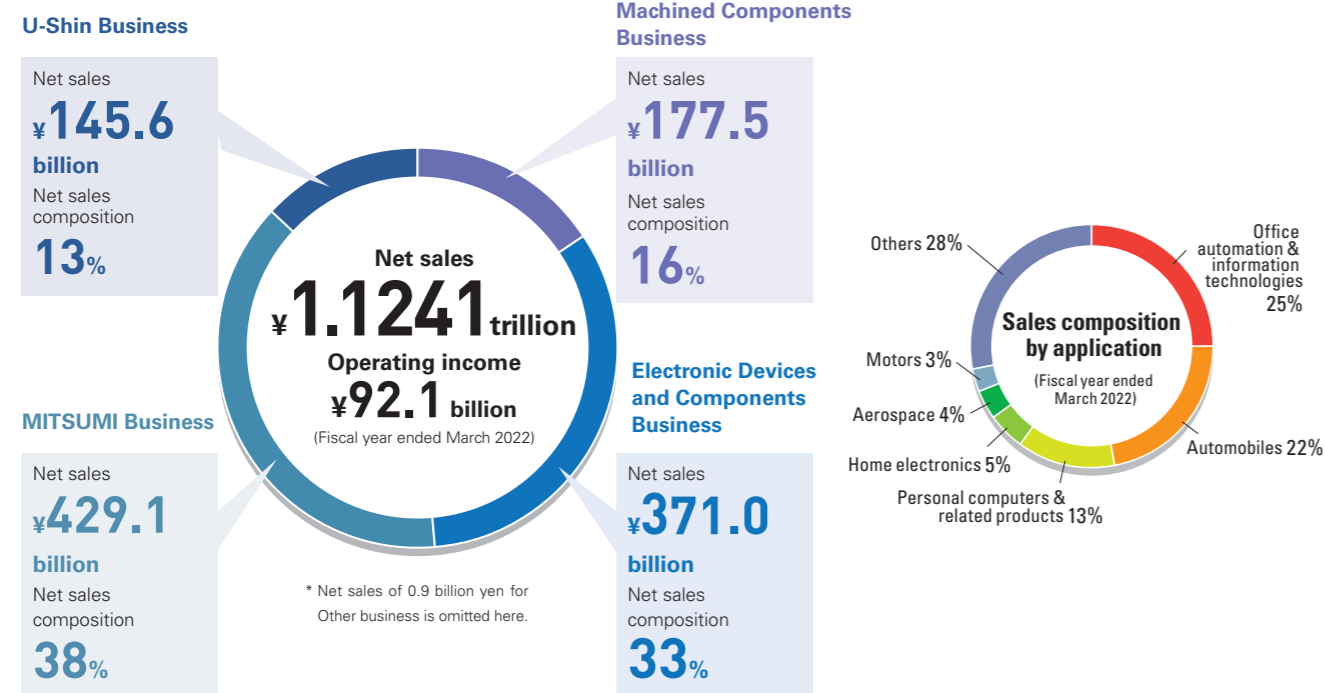 U-Shin Business
Net sales
¥145.6
billion
Net sales
composition
13%
Machined Components
Business
Net sales
¥177.5
billion
Net sales
composition
16%
Net sales
¥1.1241 trillion
Operating income
¥92.1 billion
(Fiscal year ended March 2022)
MITSUMI Business
Net sales
¥429.1
billion
Net sales
composition
38%
Electronic Devices
and Components
Business
Net sales
¥371.0
billion
Net sales
composition
33%
* Net sales of 0.9 billion yen for
Other business is omitted here.
Sales composition
by application
(Fiscal year ended
March 2022)
Office
automation &
information
technologies
25%
Automobiles 22%
Personal computers &
related products 13%
Home electronics 5%
Aerospace 4%
Motors 3%
Others 28%